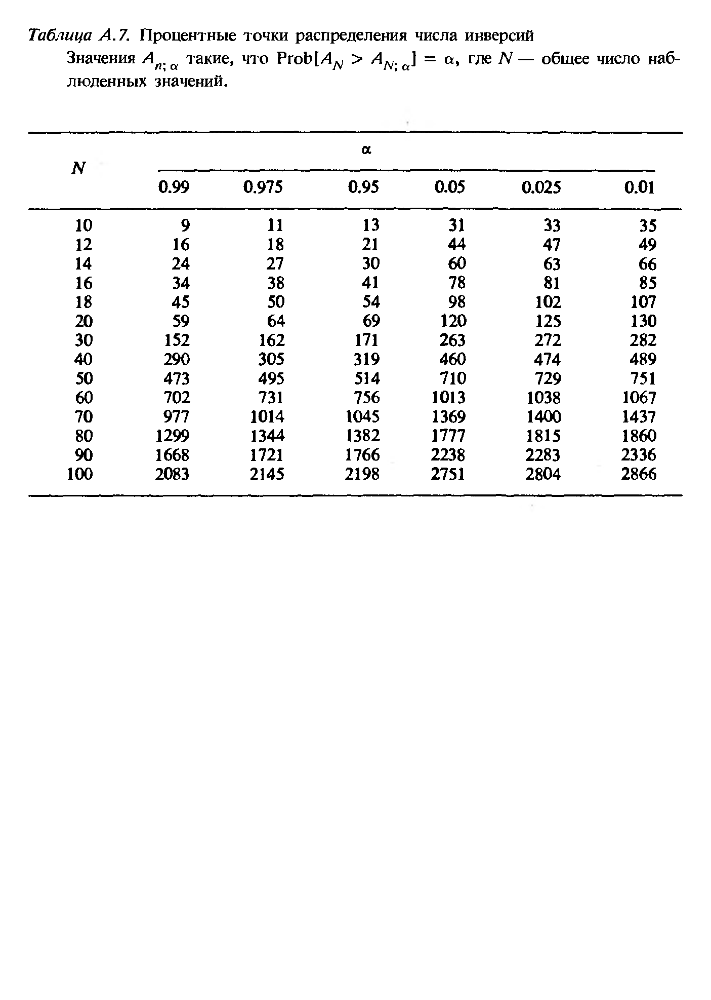 Таблица А.7. Процентные точки распределения числа инверсий
Значения A_{n; α} такие, что Prob[A_N > A_{N; α}] = α, где N — общее число наб-
люденных значений.
α
N
0.99 0.975 0.95 0.05 0.025 0.01
10 9 11 13 31 33 35
12 16 18 21 44 47 49
14 24 27 30 60 63 66
16 34 38 41 78 81 85
18 45 50 54 98 102 107
20 59 64 69 120 125 130
30 152 162 171 263 272 282
40 290 305 319 460 474 489
50 473 495 514 710 729 751
60 702 731 756 1013 1038 1067
70 977 1014 1045 1369 1400 1437
80 1299 1344 1382 1777 1815 1860
90 1668 1721 1766 2238 2283 2336
100 2083 2145 2198 2751 2804 2866